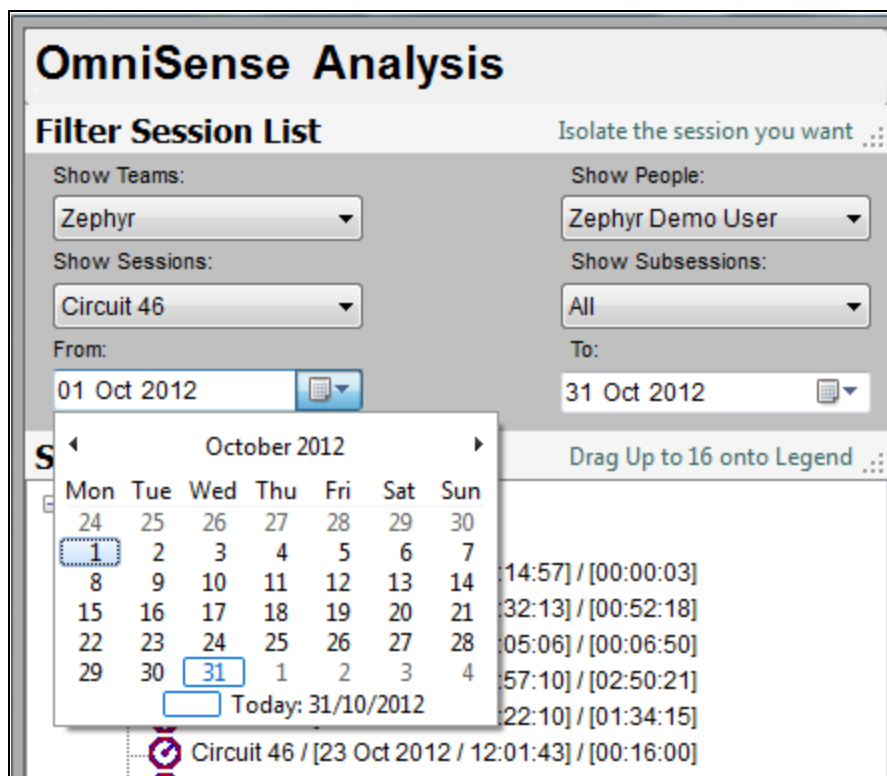 OmniSense Analysis
Filter Session List Isolate the session you want
Show Teams: Show People:
Zephyr Zephyr Demo User
Show Sessions: Show Subsessions:
Circuit 46 All
From: To:
01 Oct 2012 31 Oct 2012
October 2012
S Drag Up to 16 onto Legend
Mon Tue Wed Thu Fri Sat Sun
24 25 26 27 28 29 30
1 2 3 4 5 6 7
8 9 10 11 12 13 14 :14:57] / [00:00:03]
15 16 17 18 19 20 21 :32:13] / [00:52:18]
22 23 24 25 26 27 28 :05:06] / [00:06:50]
29 30 31 1 2 3 4 :57:10] / [02:50:21]
Today: 31/10/2012 :22:10] / [01:34:15]
Circuit 46 / [23 Oct 2012 / 12:01:43] / [00:16:00]